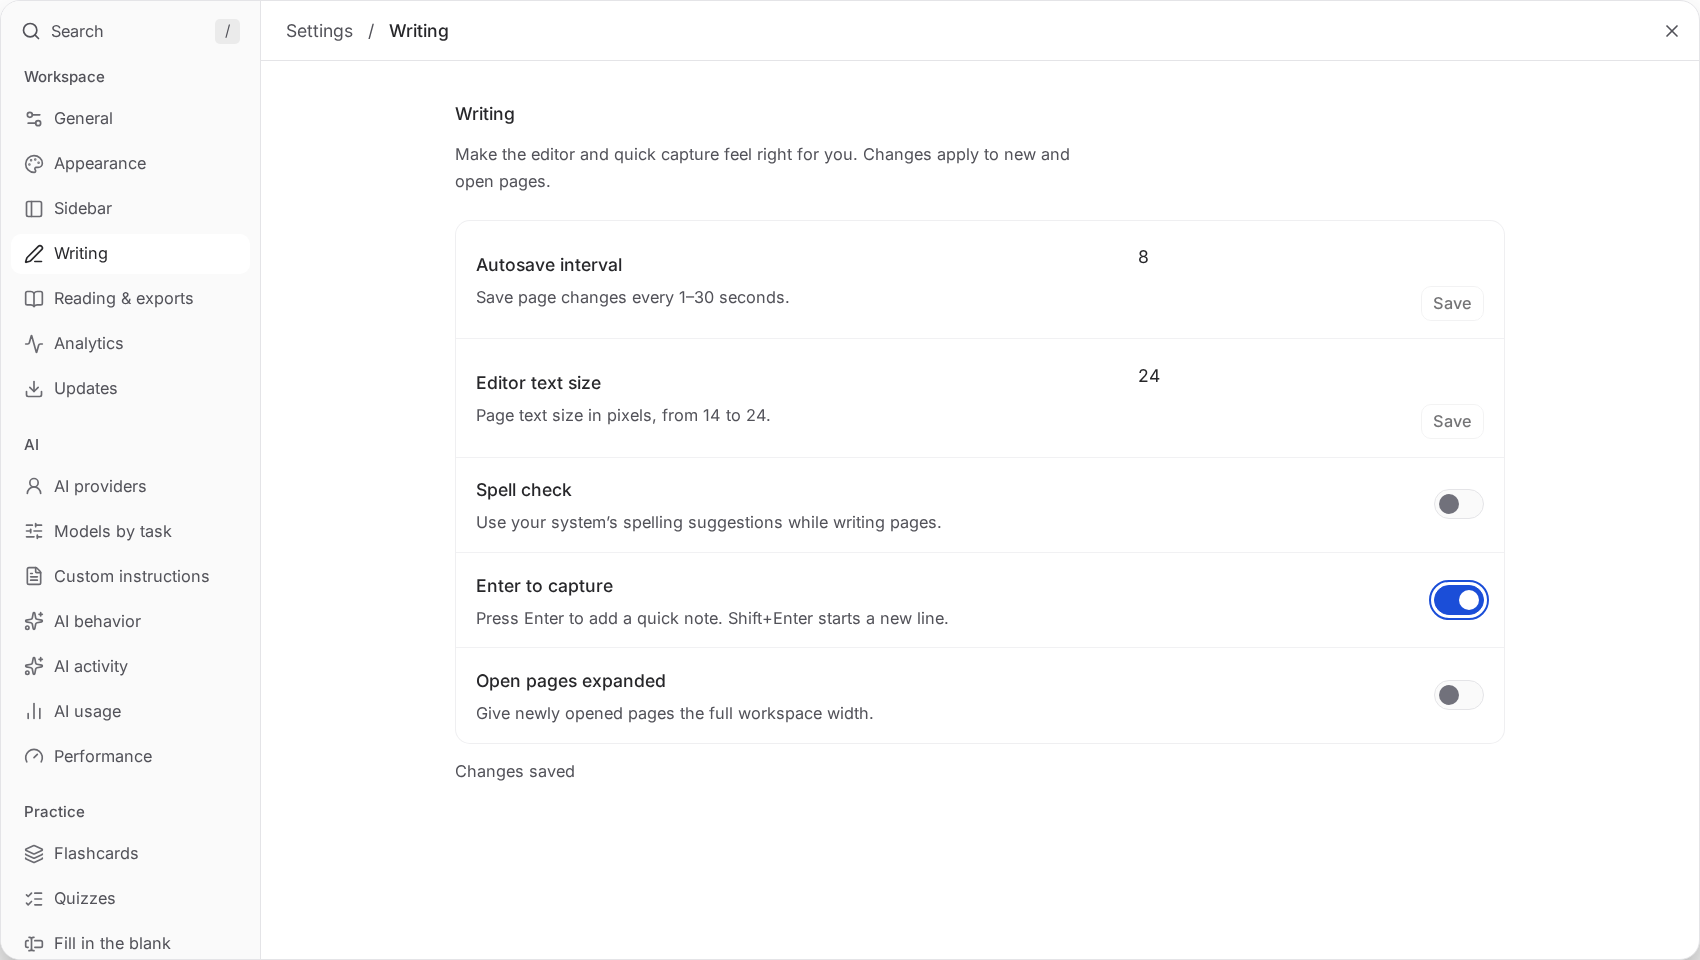 Search
/
Workspace
General
Appearance
Sidebar
Writing
Reading & exports
Analytics
Updates
AI
AI providers
Models by task
Custom instructions
AI behavior
AI activity
AI usage
Performance
Practice
Flashcards
Quizzes
Fill in the blank
Settings / Writing
Writing
Make the editor and quick capture feel right for you. Changes apply to new and
open pages.
Autosave interval
Save page changes every 1–30 seconds.
8
Save
Editor text size
Page text size in pixels, from 14 to 24.
24
Save
Spell check
Use your system’s spelling suggestions while writing pages.
Enter to capture
Press Enter to add a quick note. Shift+Enter starts a new line.
Open pages expanded
Give newly opened pages the full workspace width.
Changes saved